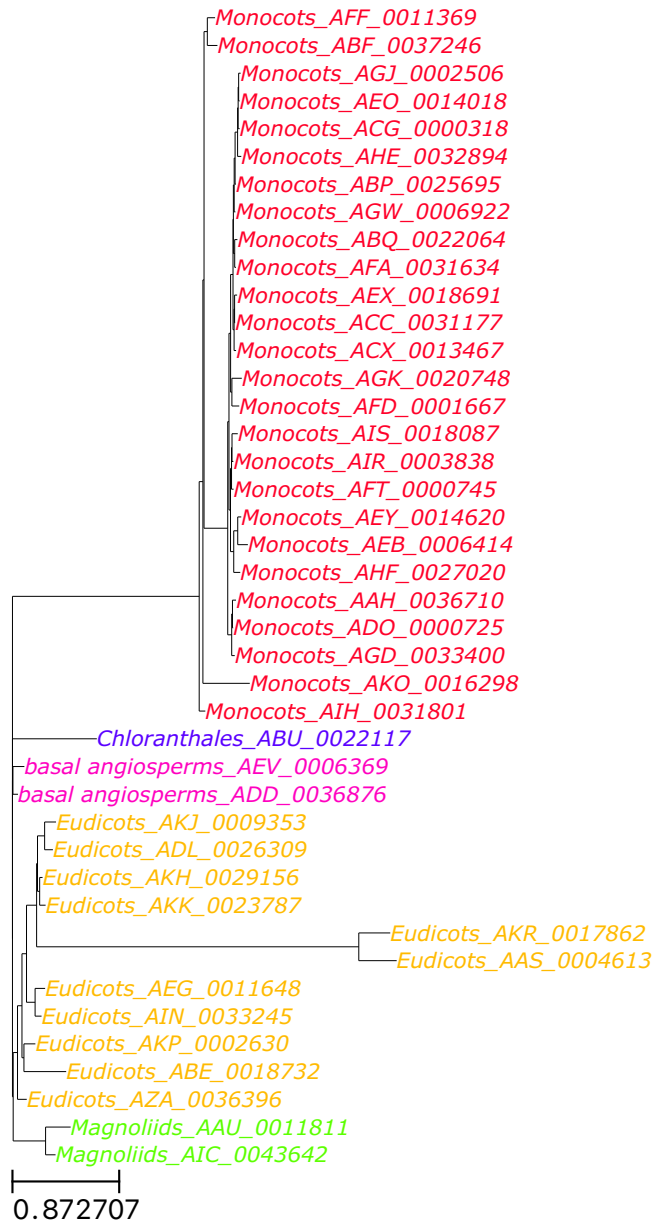 Monocots_AFF_0011369
Monocots_ABF_0037246
Monocots_AGJ_0002506
Monocots_AEO_0014018
Monocots_ACG_0000318
Monocots_AHE_0032894
Monocots_ABP_0025695
Monocots_AGW_0006922
Monocots_ABQ_0022064
Monocots_AFA_0031634
Monocots_AEX_0018691
Monocots_ACC_0031177
Monocots_ACX_0013467
Monocots_AGK_0020748
Monocots_AFD_0001667
Monocots_AIS_0018087
Monocots_AIR_0003838
Monocots_AFT_0000745
Monocots_AEY_0014620
Monocots_AEB_0006414
Monocots_AHF_0027020
Monocots_AAH_0036710
Monocots_ADO_0000725
Monocots_AGD_0033400
Monocots_AKO_0016298
Monocots_AIH_0031801
Chloranthales_ABU_0022117
basal angiosperms_AEV_0006369
basal angiosperms_ADD_0036876
Eudicots_AKJ_0009353
Eudicots_ADL_0026309
Eudicots_AKH_0029156
Eudicots_AKK_0023787
Eudicots_AKR_0017862
Eudicots_AAS_0004613
Eudicots_AEG_0011648
Eudicots_AIN_0033245
Eudicots_AKP_0002630
Eudicots_ABE_0018732
Eudicots_AZA_0036396
Magnoliids_AAU_0011811
Magnoliids_AIC_0043642
0.872707